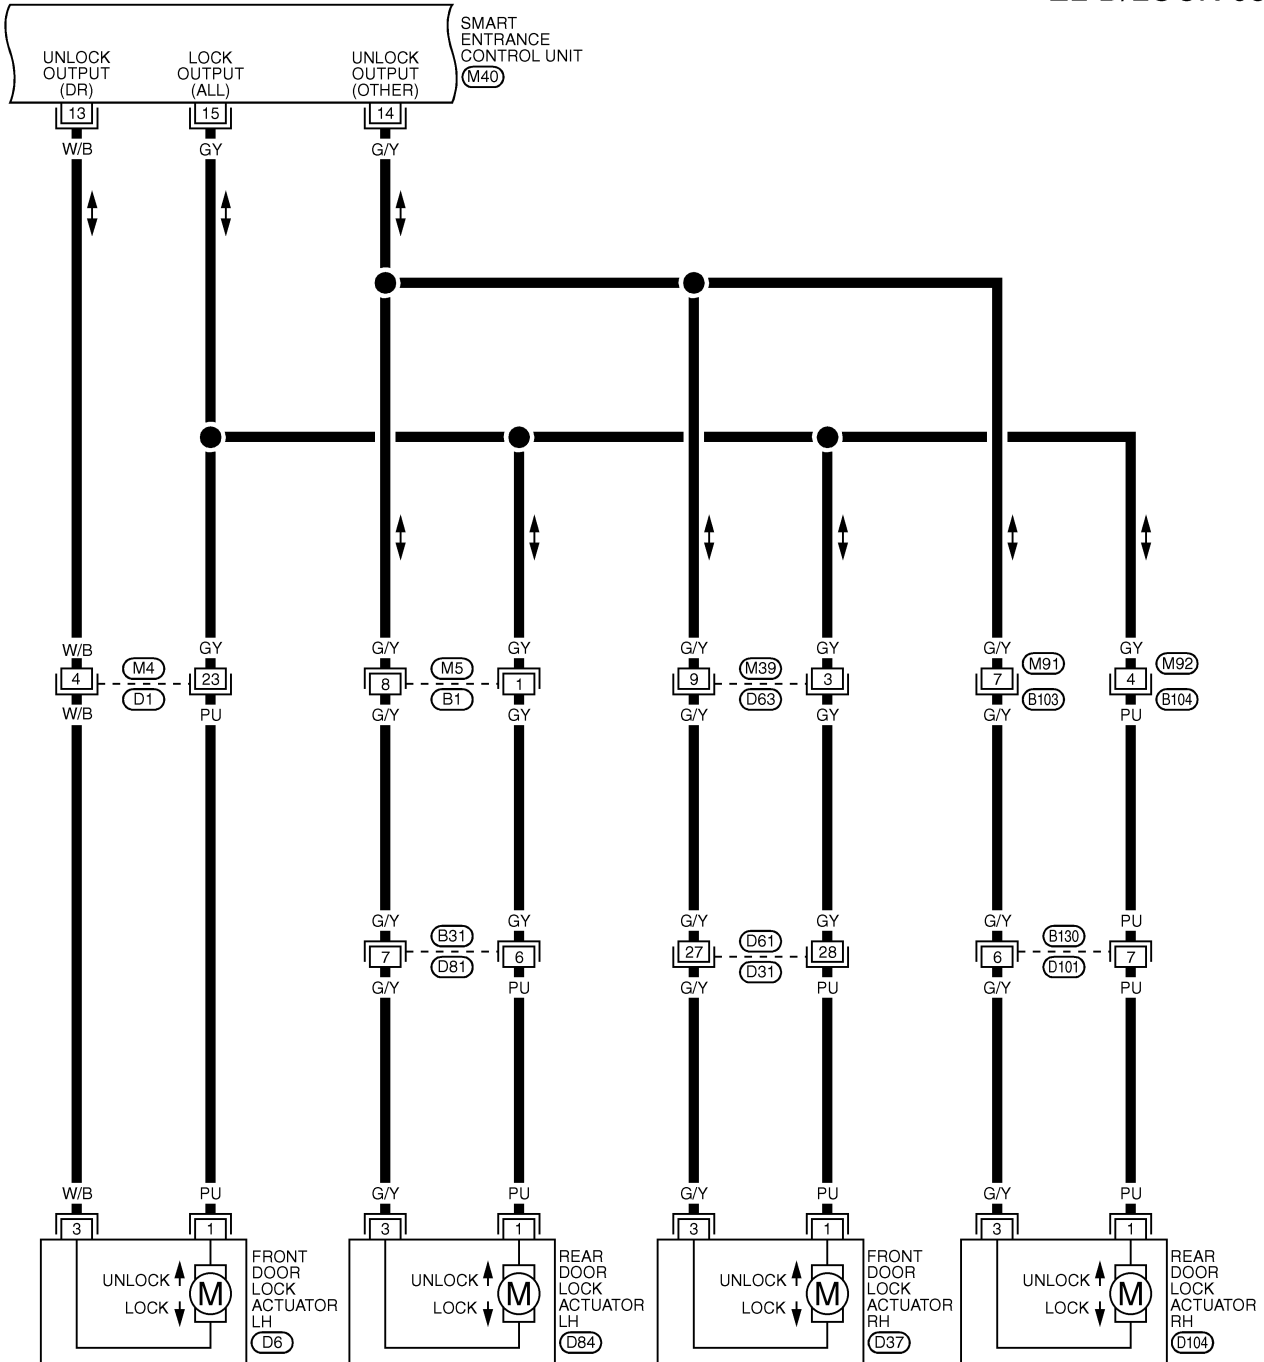 SMART
ENTRANCE
CONTROL UNIT
M40
UNLOCK
OUTPUT
(DR)
LOCK
OUTPUT
(ALL)
UNLOCK
OUTPUT
(OTHER)
13 15 14
W/B GY G/Y
W/B GY G/Y GY G/Y GY G/Y GY
4 M4 23 8 M5 1 9 M39 3 7 M91 4 M92
D1 B1 D63 B103 B104
W/B PU G/Y GY G/Y GY G/Y PU
G/Y GY G/Y GY G/Y PU
7 B31 6 27 D61 28 6 B130 7
D81 D31 D101
G/Y PU G/Y PU G/Y PU
W/B PU G/Y PU G/Y PU G/Y PU
3 1 3 1 3 1 3 1
UNLOCK
LOCK
M
FRONT
DOOR
LOCK
ACTUATOR
LH
D6
UNLOCK
LOCK
M
REAR
DOOR
LOCK
ACTUATOR
LH
D84
UNLOCK
LOCK
M
FRONT
DOOR
LOCK
ACTUATOR
RH
D37
UNLOCK
LOCK
M
REAR
DOOR
LOCK
ACTUATOR
RH
D104